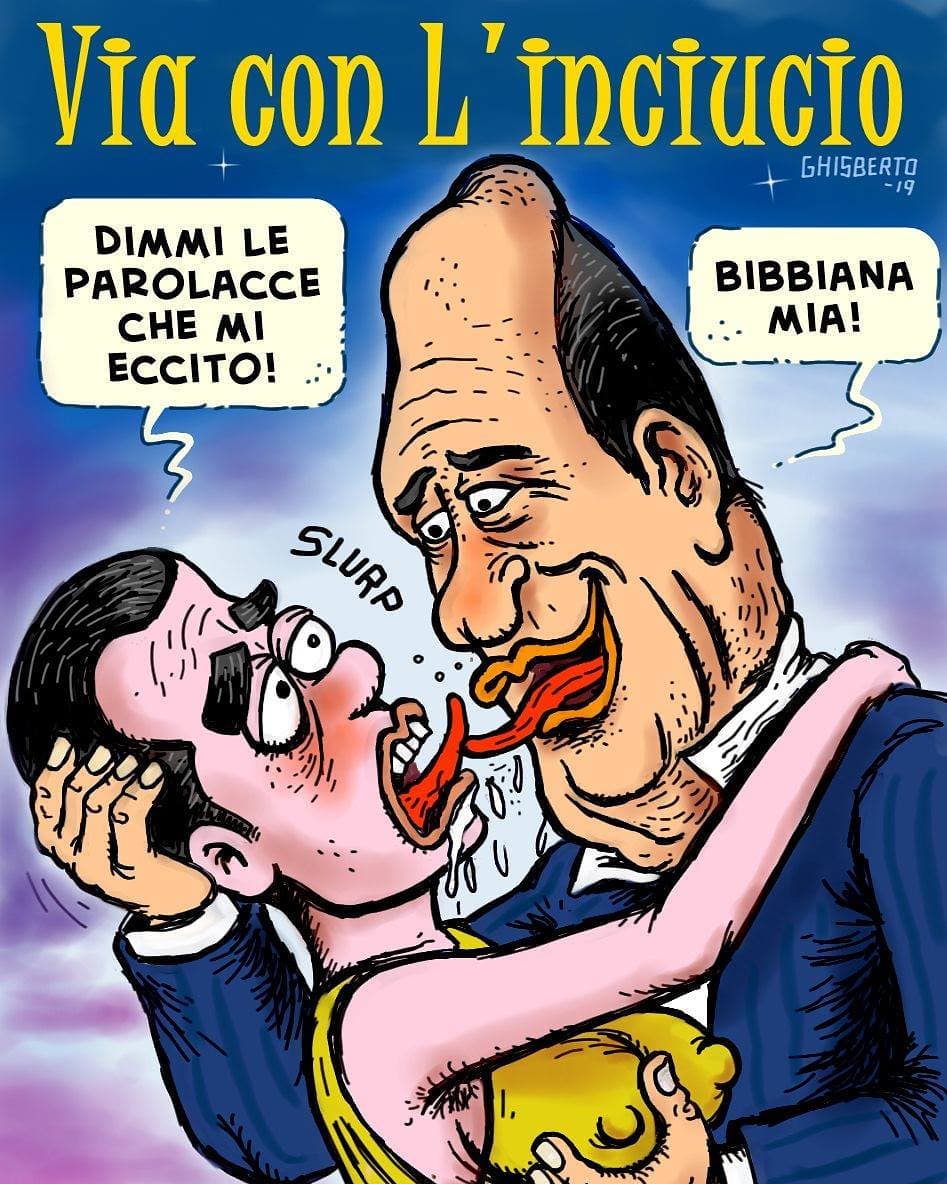 Via con L'inciucio
GHISBERTO
-19
DIMMI LE
PAROLACCE
CHE MI
ECCITO!
BIBBIANA
MIA!
SLURP